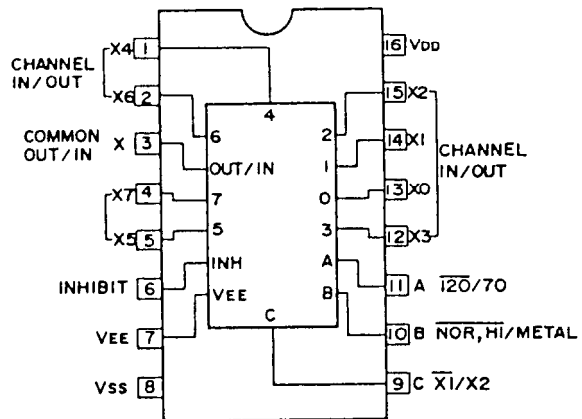 X4 1
CHANNEL
IN/OUT
X6 2
COMMON X 3
OUT/IN
X7 4
X5 5
INHIBIT 6
VEE 7
VSS 8
4
6
OUT/IN
7
5
INH
VEE
C
2
1
0
3
A
B
16 VDD
15 X2
14 X1
CHANNEL
IN/OUT
13 X0
12 X3
11 A 120/70
10 B NOR, HI/METAL
9 C X1/X2